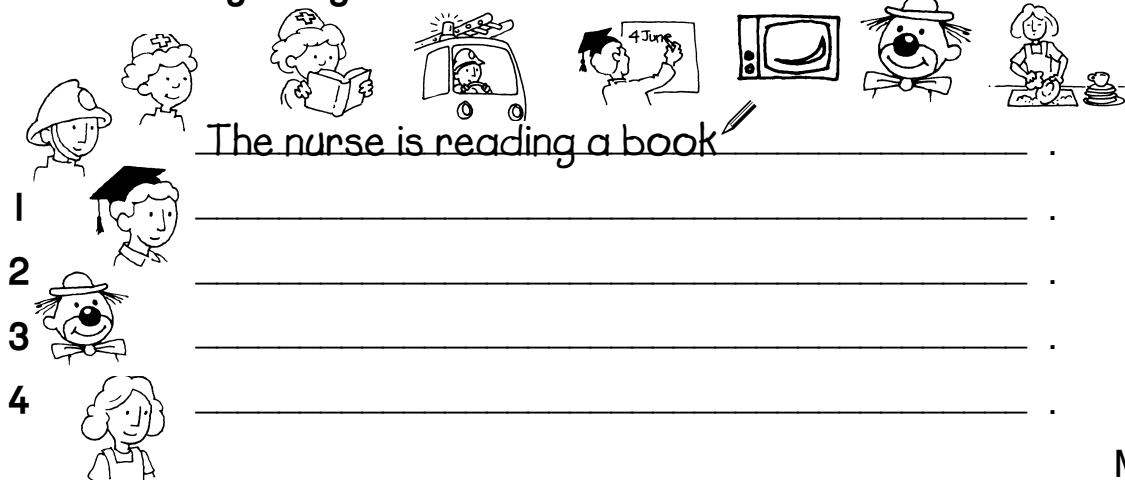 4 June
The nurse is reading a book .
1 .
2 .
3 .
4 .